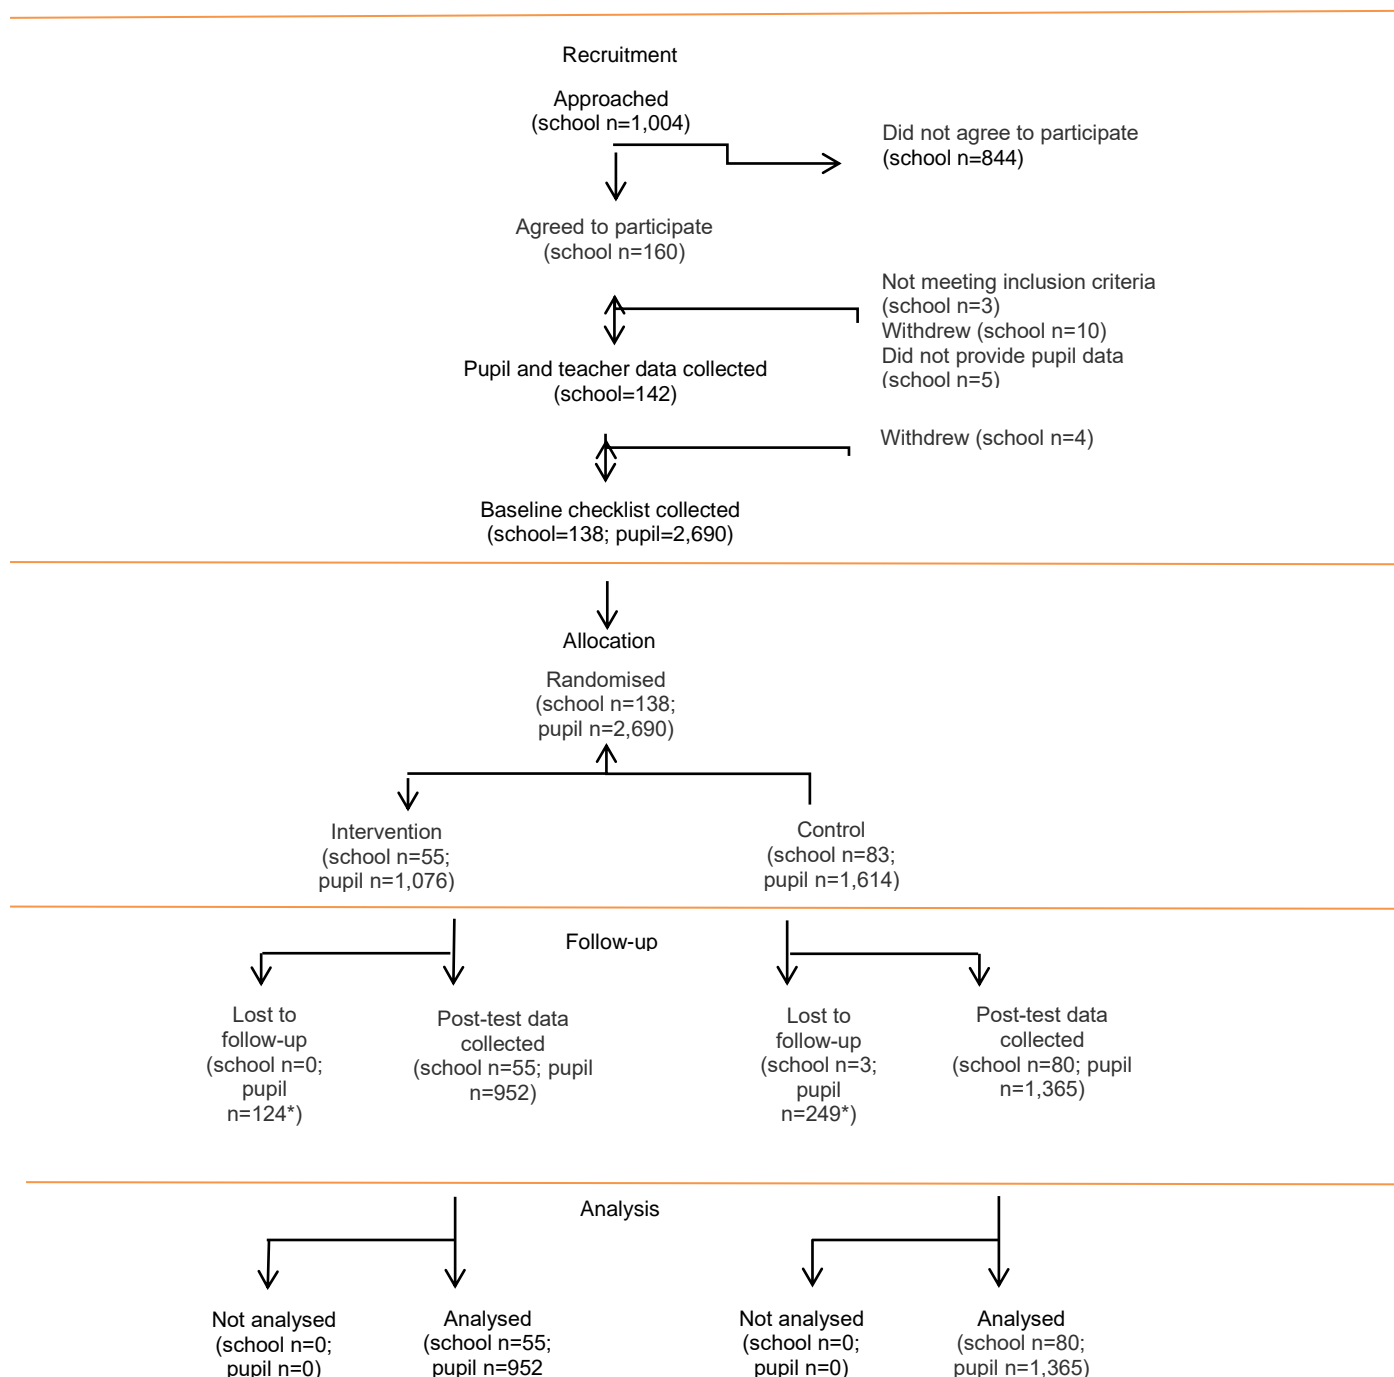 Recruitment
Approached
(school n=1,004)
Did not agree to participate
(school n=844)
Agreed to participate
(school n=160)
Not meeting inclusion criteria
(school n=3)
Withdrew (school n=10)
Did not provide pupil data
(school n=5)
Pupil and teacher data collected
(school=142)
Withdrew (school n=4)
Baseline checklist collected
(school=138; pupil=2,690)
Allocation
Randomised
(school n=138;
pupil n=2,690)
Intervention
(school n=55;
pupil n=1,076)
Control
(school n=83;
pupil n=1,614)
Follow-up
Lost to
follow-up
(school n=0;
pupil
n=124*)
Post-test data
collected
(school n=55; pupil
n=952)
Lost to
follow-up
(school n=3;
pupil
n=249*)
Post-test data
collected
(school n=80; pupil
n=1,365)
Analysis
Not analysed
(school n=0;
pupil n=0)
Analysed
(school n=55;
pupil n=952
Not analysed
(school n=0;
pupil n=0)
Analysed
(school n=80;
pupil n=1,365)